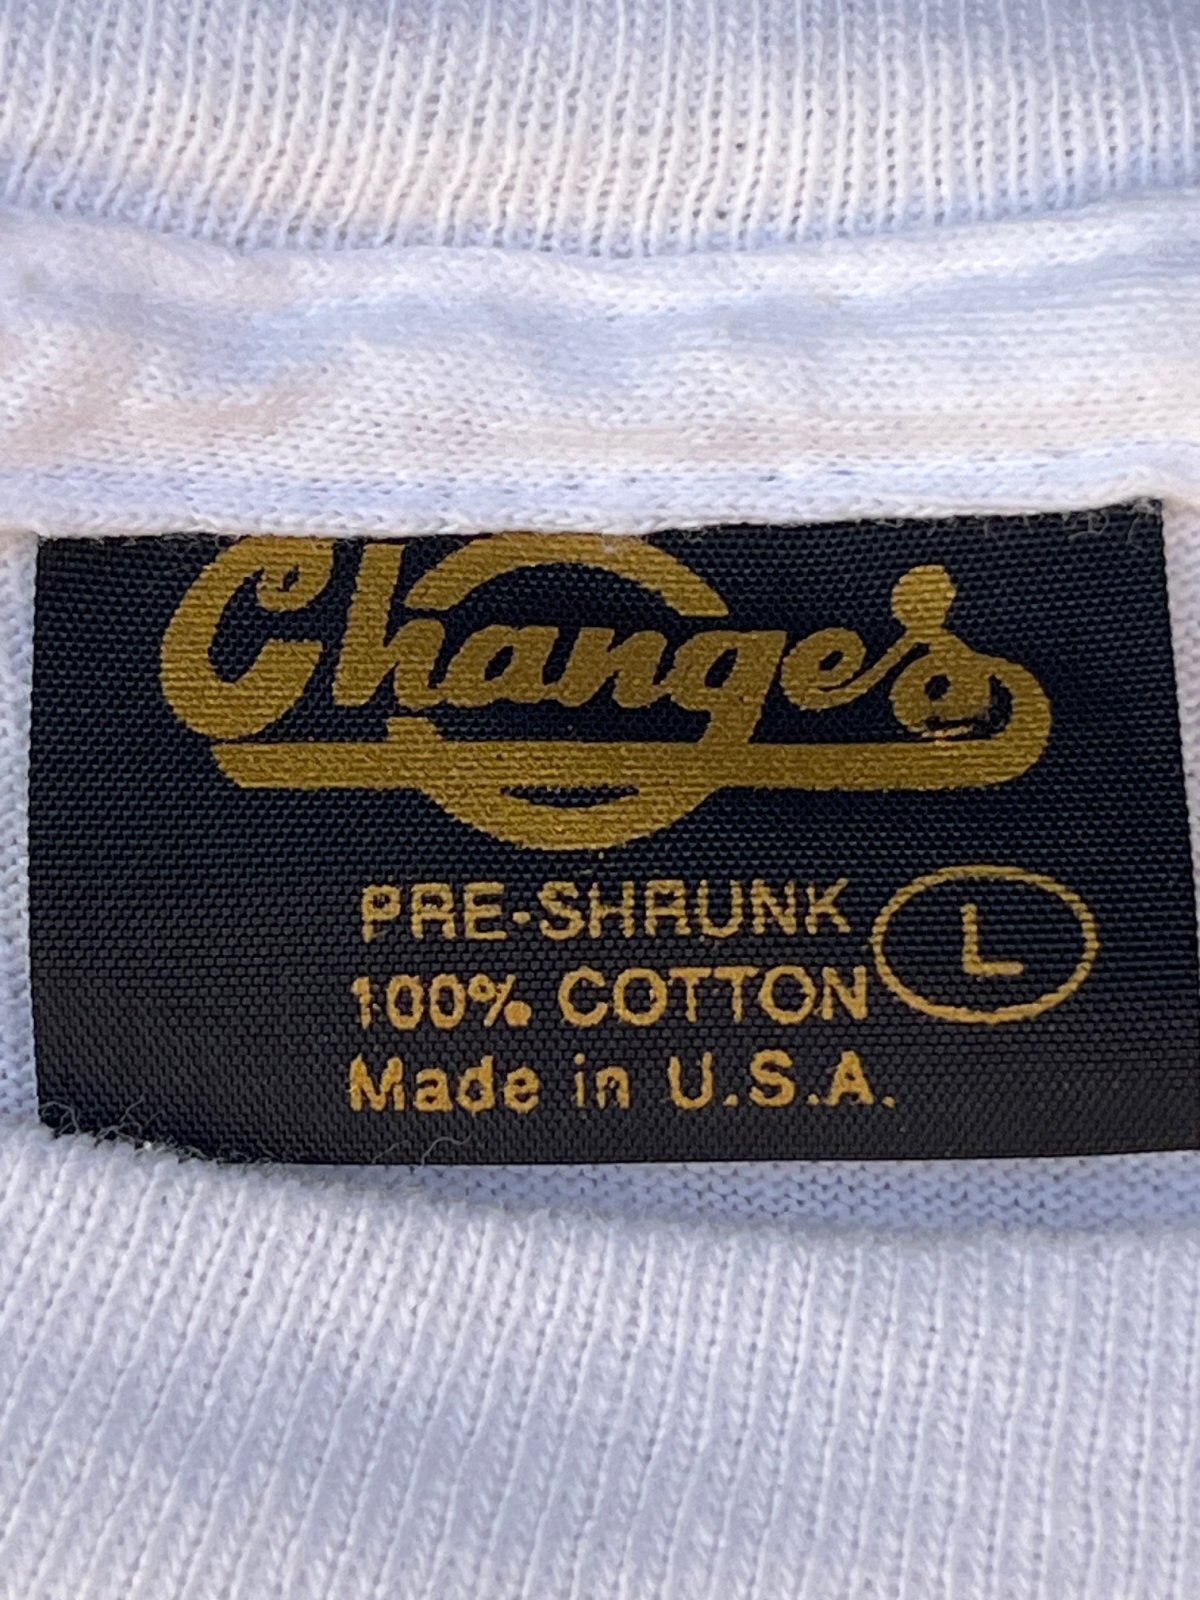 Changes
PRE-SHRUNK
100% COTTON
L
Made in U.S.A.